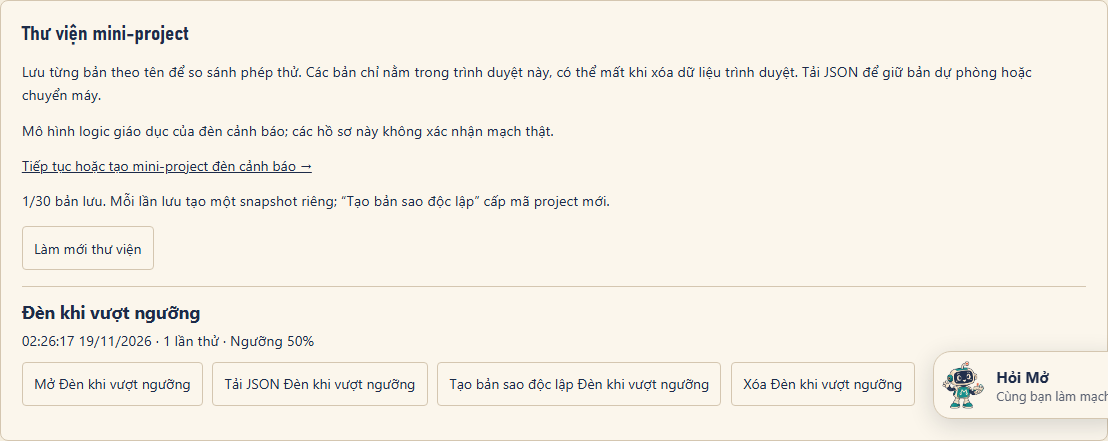 Thư viện mini-project
Lưu từng bản theo tên để so sánh phép thử. Các bản chỉ nằm trong trình duyệt này, có thể mất khi xóa dữ liệu trình duyệt. Tải JSON để giữ bản dự phòng hoặc
chuyển máy.
Mô hình logic giáo dục của đèn cảnh báo; các hồ sơ này không xác nhận mạch thật.
Tiếp tục hoặc tạo mini-project đèn cảnh báo →
1/30 bản lưu. Mỗi lần lưu tạo một snapshot riêng; “Tạo bản sao độc lập” cấp mã project mới.
Làm mới thư viện
Đèn khi vượt ngưỡng
02:26:17 19/11/2026 · 1 lần thử · Ngưỡng 50%
Mở Đèn khi vượt ngưỡng
Tải JSON Đèn khi vượt ngưỡng
Tạo bản sao độc lập Đèn khi vượt ngưỡng
Xóa Đèn khi vượt ngưỡng
Hỏi Mở
Cùng bạn làm mạch